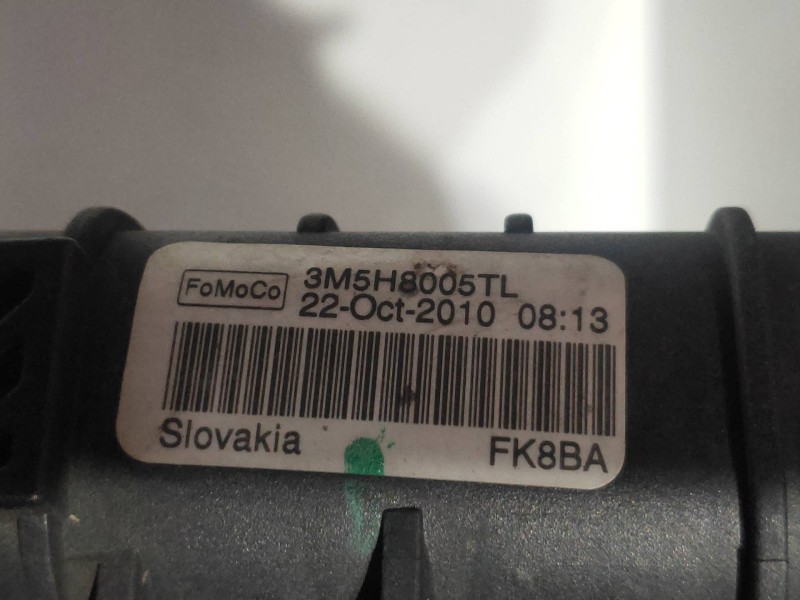 FoMoCo 3M5H8005TL
22-Oct-2010 08:13
Slovakia FK8BA